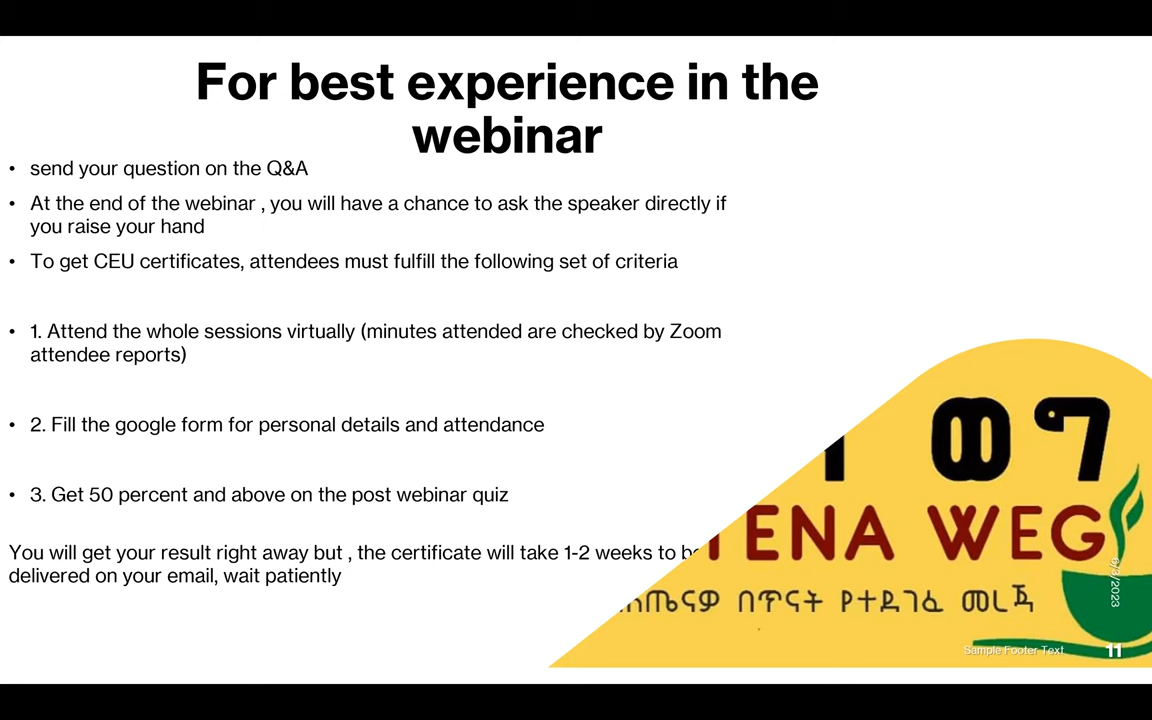 For best experience in the
webinar
• send your question on the Q&A
• At the end of the webinar , you will have a chance to ask the speaker directly if
you raise your hand
• To get CEU certificates, attendees must fulfill the following set of criteria
• 1. Attend the whole sessions virtually (minutes attended are checked by Zoom
attendee reports)
• 2. Fill the google form for personal details and attendance
• 3. Get 50 percent and above on the post webinar quiz
You will get your result right away but , the certificate will take 1-2 weeks to be
delivered on your email, wait patiently
ወግ
TENA WEG
ለጤናዎ በጥናት የተደገፈ መረጃ
6/3/2023
Sample Footer Text
11